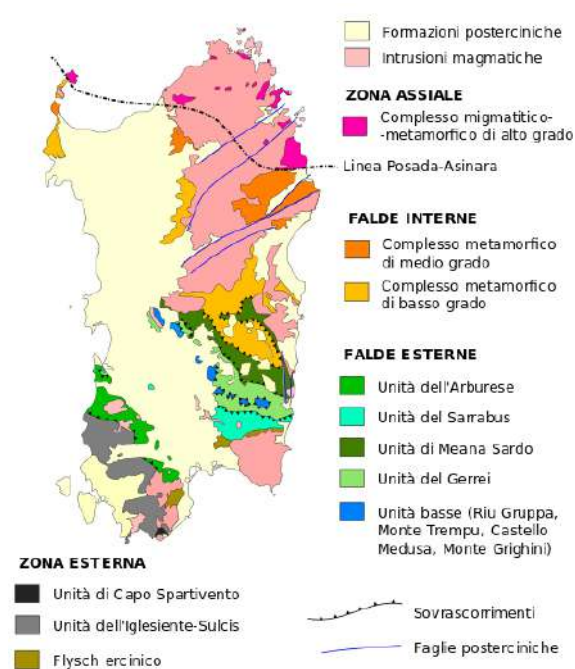 Formazioni posterciniche
Intrusioni magmatiche
ZONA ASSIALE
Complesso migmatitico-
-metamorfico di alto grado
Linea Posada-Asinara
FALDE INTERNE
Complesso metamorfico
di medio grado
Complesso metamorfico
di basso grado
FALDE ESTERNE
Unità dell'Arburese
Unità del Sarrabus
Unità di Meana Sardo
Unità del Gerrei
Unità basse (Riu Gruppa,
Monte Trempu, Castello
Medusa, Monte Grighini)
ZONA ESTERNA
Unità di Capo Spartivento
Unità dell'Iglesiente-Sulcis
Flysch ercinico
Sovrascorrimenti
Faglie posterciniche